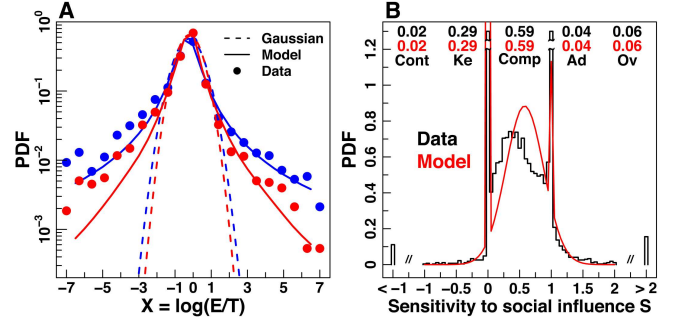 A
PDF
10⁰
10⁻¹
10⁻²
10⁻³
Gaussian
Model
Data
−7 −5 −3 −1 0 1 3 5 7
X = log(E/T)
B
PDF
1.2
1
0.8
0.6
0.4
0.2
0
0.02 0.29 0.59 0.04 0.06
0.02 0.29 0.59 0.04 0.06
Cont Ke Comp Ad Ov
Data
Model
// //
< −1 −1 −0.5 0 0.5 1 1.5 2 > 2
Sensitivity to social influence S